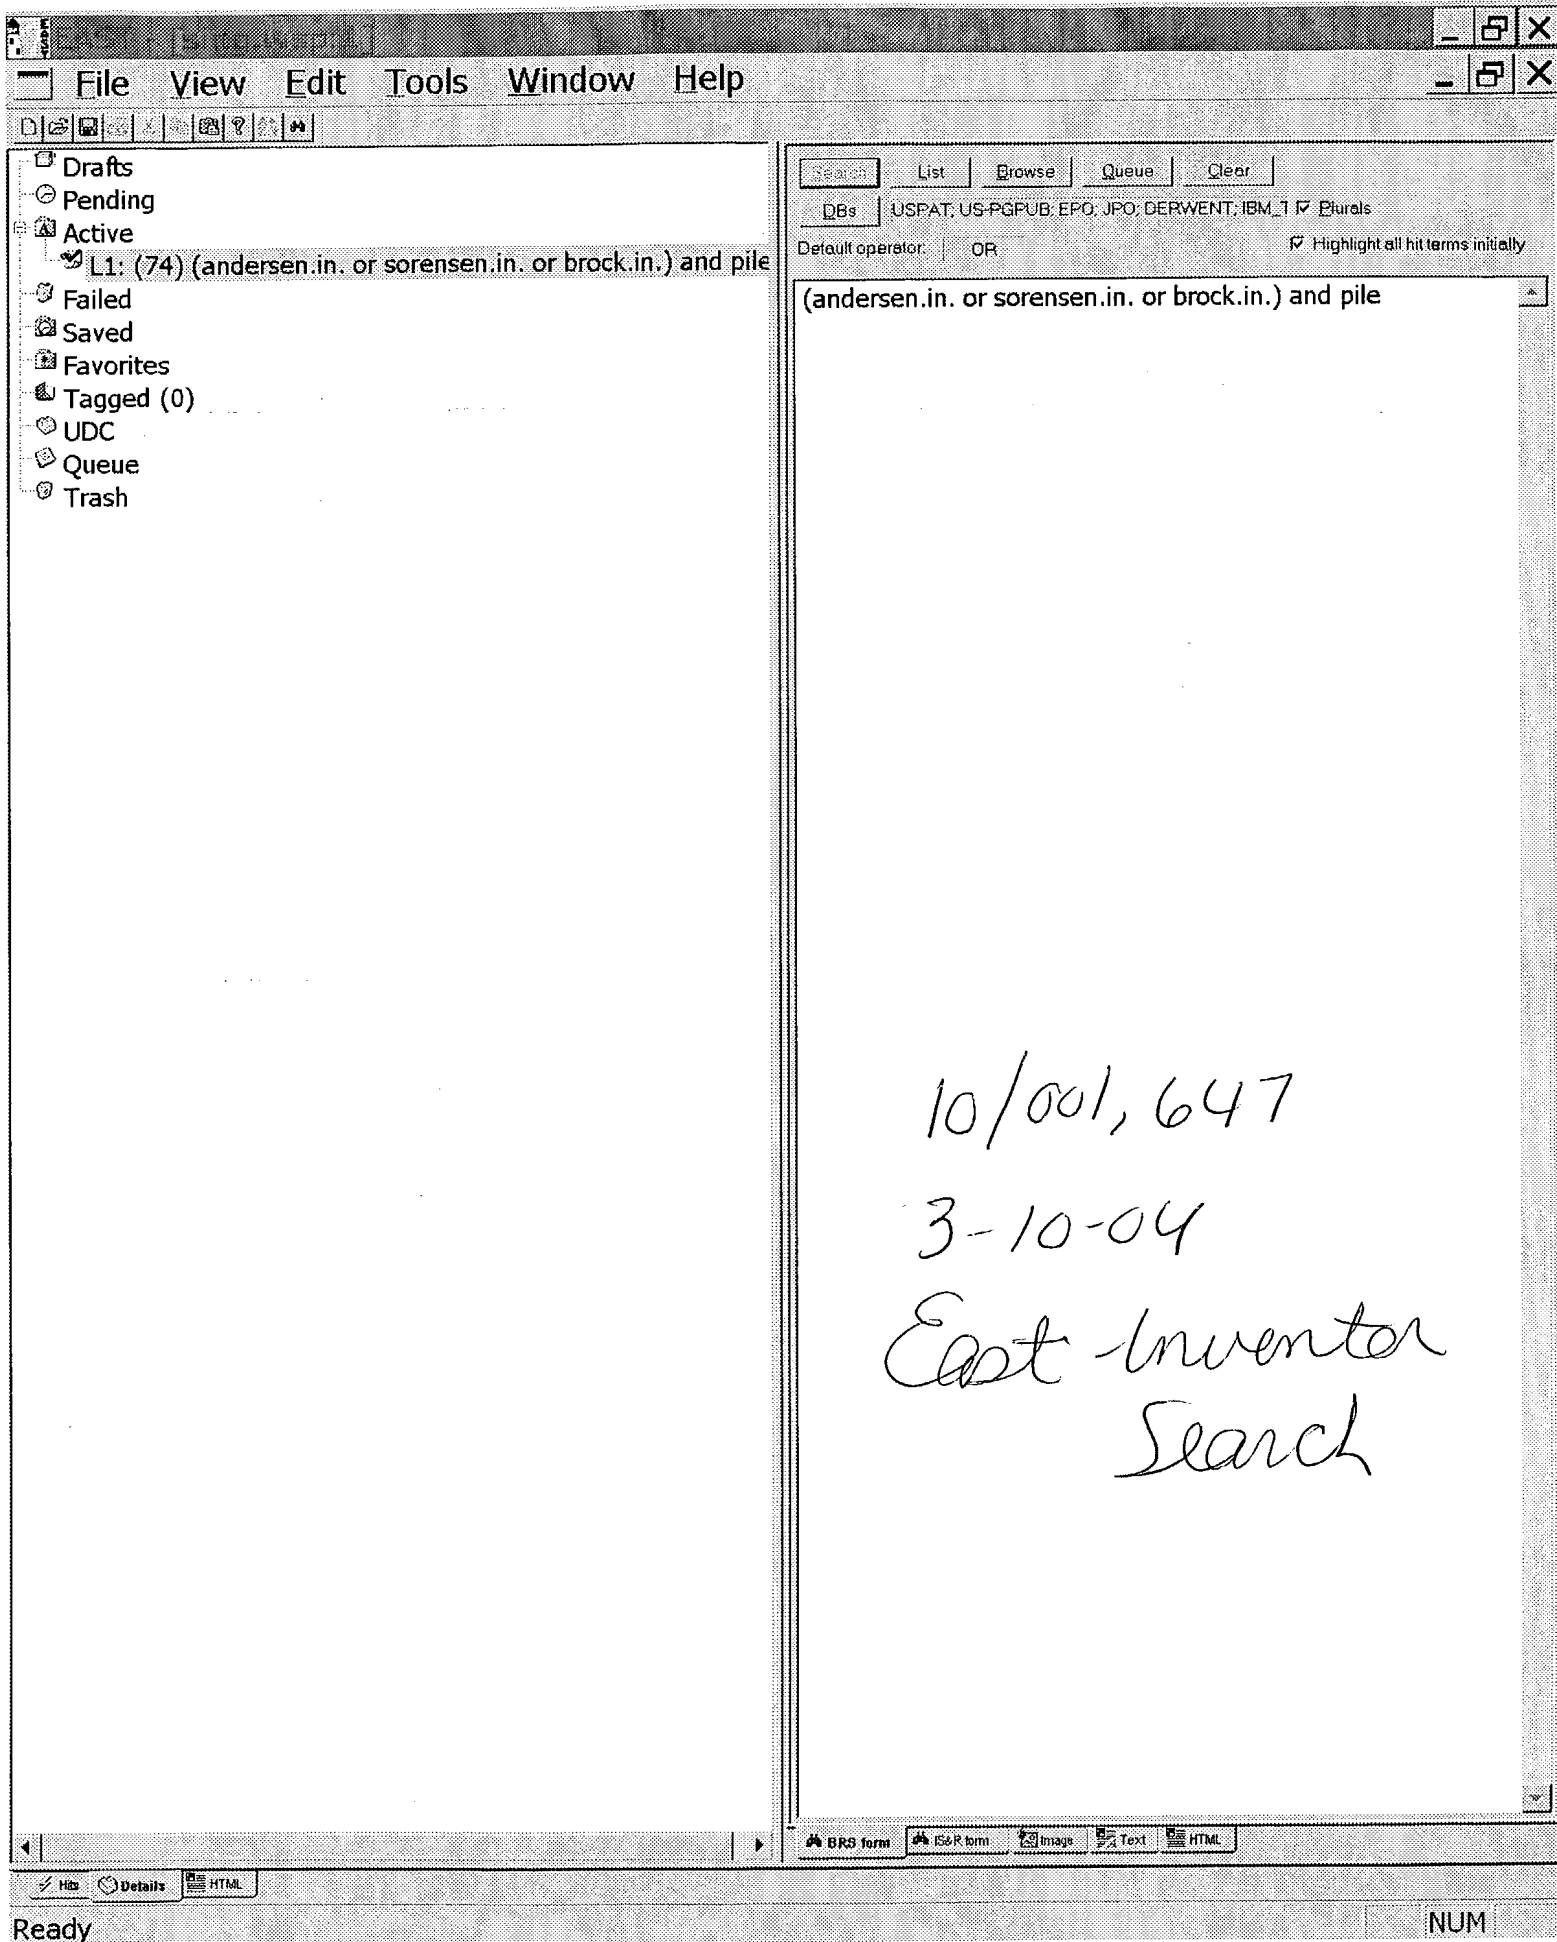 EAST
File View Edit Tools Window Help
Drafts
Pending
Active
L1: (74) (andersen.in. or sorensen.in. or brock.in.) and pile
Failed
Saved
Favorites
Tagged (0)
UDC
Queue
Trash
Search List Browse Queue Clear
DBs USPAT; US-PGPUB; EPO; JPO; DERWENT; IBM_T Plurals
Default operator: OR Highlight all hit terms initially
(andersen.in. or sorensen.in. or brock.in.) and pile
10/001,647
3-10-04
East-Inventor
Search
BRS form IS&R form Image Text HTML
Hits Details HTML
Ready NUM